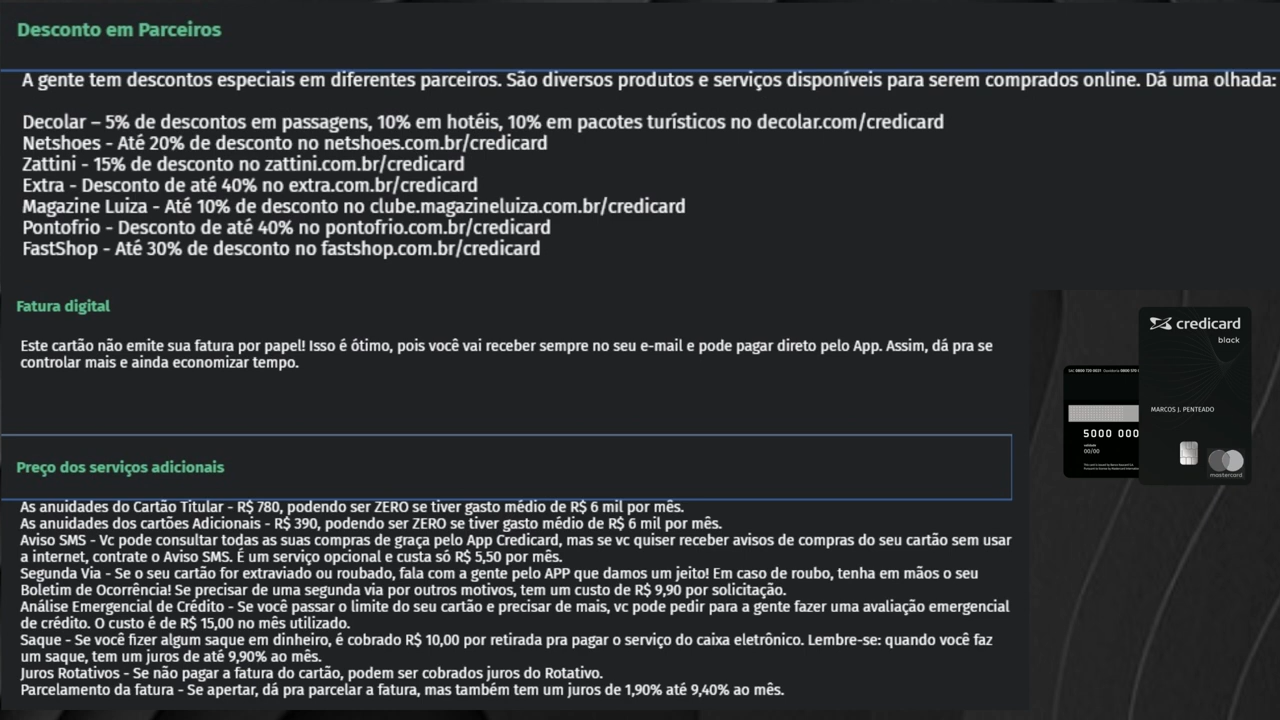 Desconto em Parceiros
A gente tem descontos especiais em diferentes parceiros. São diversos produtos e serviços disponíveis para serem comprados online. Dá uma olhada:
Decolar – 5% de descontos em passagens, 10% em hotéis, 10% em pacotes turísticos no decolar.com/credicard
Netshoes - Até 20% de desconto no netshoes.com.br/credicard
Zattini - 15% de desconto no zattini.com.br/credicard
Extra - Desconto de até 40% no extra.com.br/credicard
Magazine Luiza - Até 10% de desconto no clube.magazineluiza.com.br/credicard
Pontofrio - Desconto de até 40% no pontofrio.com.br/credicard
FastShop - Até 30% de desconto no fastshop.com.br/credicard
Fatura digital
Este cartão não emite sua fatura por papel! Isso é ótimo, pois você vai receber sempre no seu e-mail e pode pagar direto pelo App. Assim, dá pra se
controlar mais e ainda economizar tempo.
Preço dos serviços adicionais
As anuidades do Cartão Titular - R$ 780, podendo ser ZERO se tiver gasto médio de R$ 6 mil por mês.
As anuidades dos cartões Adicionais - R$ 390, podendo ser ZERO se tiver gasto médio de R$ 6 mil por mês.
Aviso SMS - Vc pode consultar todas as suas compras de graça pelo App Credicard, mas se vc quiser receber avisos de compras do seu cartão sem usar
a internet, contrate o Aviso SMS. É um serviço opcional e custa só R$ 5,50 por mês.
Segunda Via - Se o seu cartão for extraviado ou roubado, fala com a gente pelo APP que damos um jeito! Em caso de roubo, tenha em mãos o seu
Boletim de Ocorrência! Se precisar de uma segunda via por outros motivos, tem um custo de R$ 9,90 por solicitação.
Análise Emergencial de Crédito - Se você passar o limite do seu cartão e precisar de mais, vc pode pedir para a gente fazer uma avaliação emergencial
de crédito. O custo é de R$ 15,00 no mês utilizado.
Saque - Se você fizer algum saque em dinheiro, é cobrado R$ 10,00 por retirada pra pagar o serviço do caixa eletrônico. Lembre-se: quando você faz
um saque, tem um juros de até 9,90% ao mês.
Juros Rotativos - Se não pagar a fatura do cartão, podem ser cobrados juros do Rotativo.
Parcelamento da fatura - Se apertar, dá pra parcelar a fatura, mas também tem um juros de 1,90% até 9,40% ao mês.
credicard
black
MARCOS J. PENTEADO
mastercard
5000 000
00/00